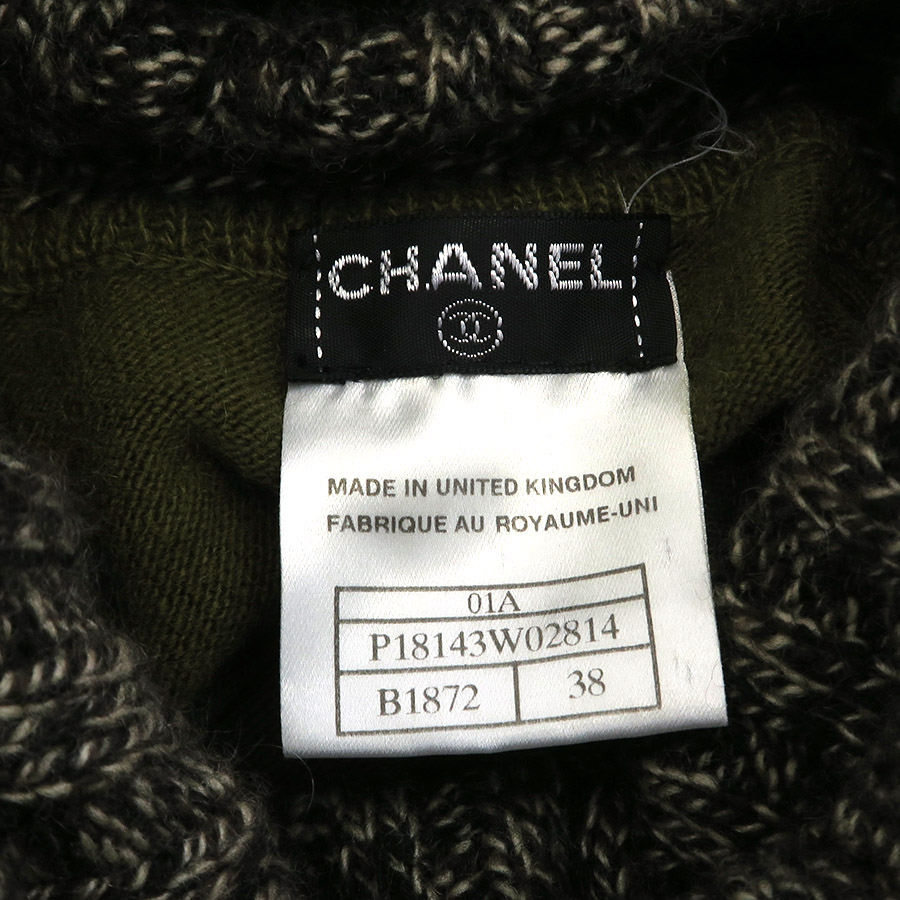 CHANEL
MADE IN UNITED KINGDOM
FABRIQUE AU ROYAUME-UNI
01A
P18143W02814
B1872 38